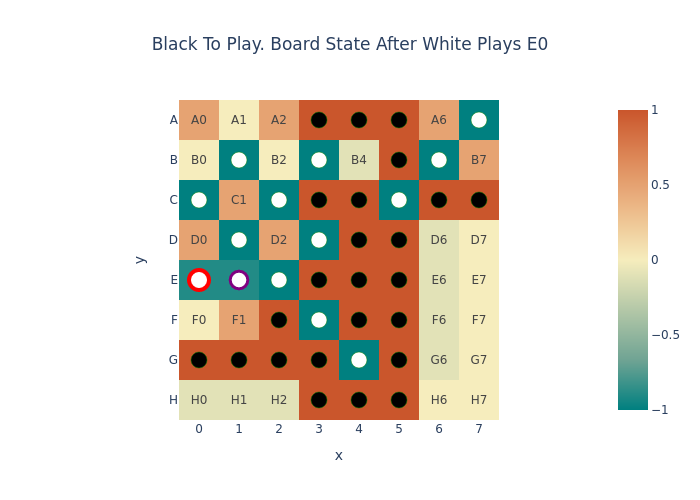 Black To Play. Board State After White Plays E0
A A0 A1 A2 A6
B B0 B2 B4 B7
C C1
D D0 D2 D6 D7
E E6 E7
F F0 F1 F6 F7
G G6 G7
H H0 H1 H2 H6 H7
0 1 2 3 4 5 6 7
x
y
1
0.5
0
−0.5
−1